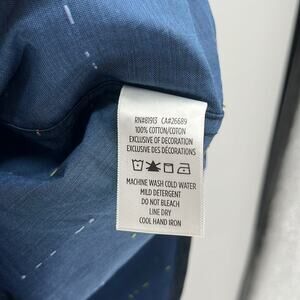 RN#81913 CA#26689
100% COTTON/COTON
EXCLUSIVE OF DECORATION
EXCLUSIVE DES DÉCORATIONS
MACHINE WASH COLD WATER
MILD DETERGENT
DO NOT BLEACH
LINE DRY
COOL HAND IRON